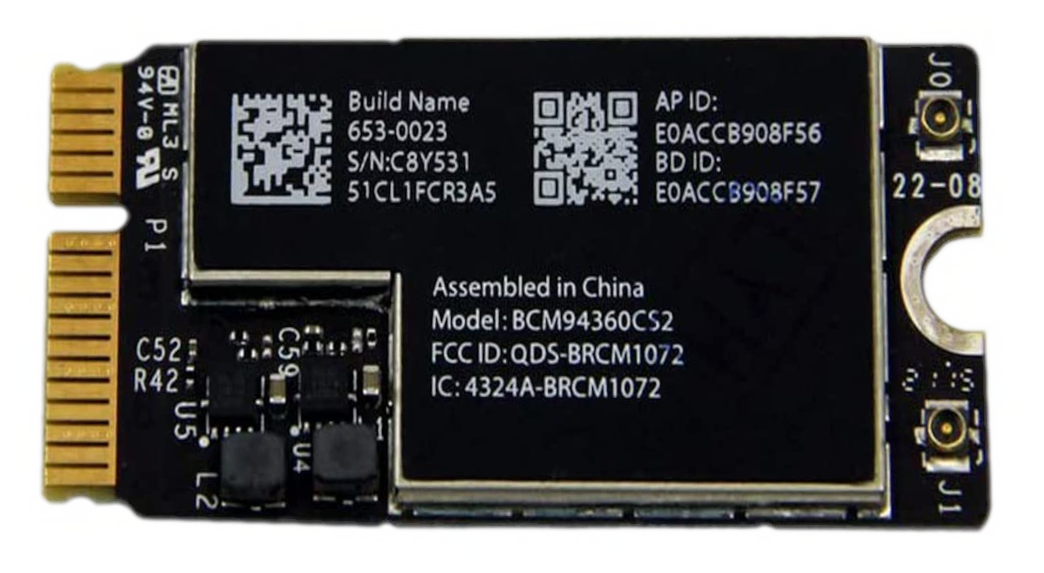 Build Name
653-0023
S/N:C8Y531
51CL1FCR3A5
AP ID:
E0ACCB908F56
BD ID:
E0ACCB908F57
Assembled in China
Model: BCM94360CS2
FCC ID: QDS-BRCM1072
IC: 4324A-BRCM1072
ML3 S
94V-0
P1
C52
R42
C59
U5
U4
L2
J0
22-08
J1